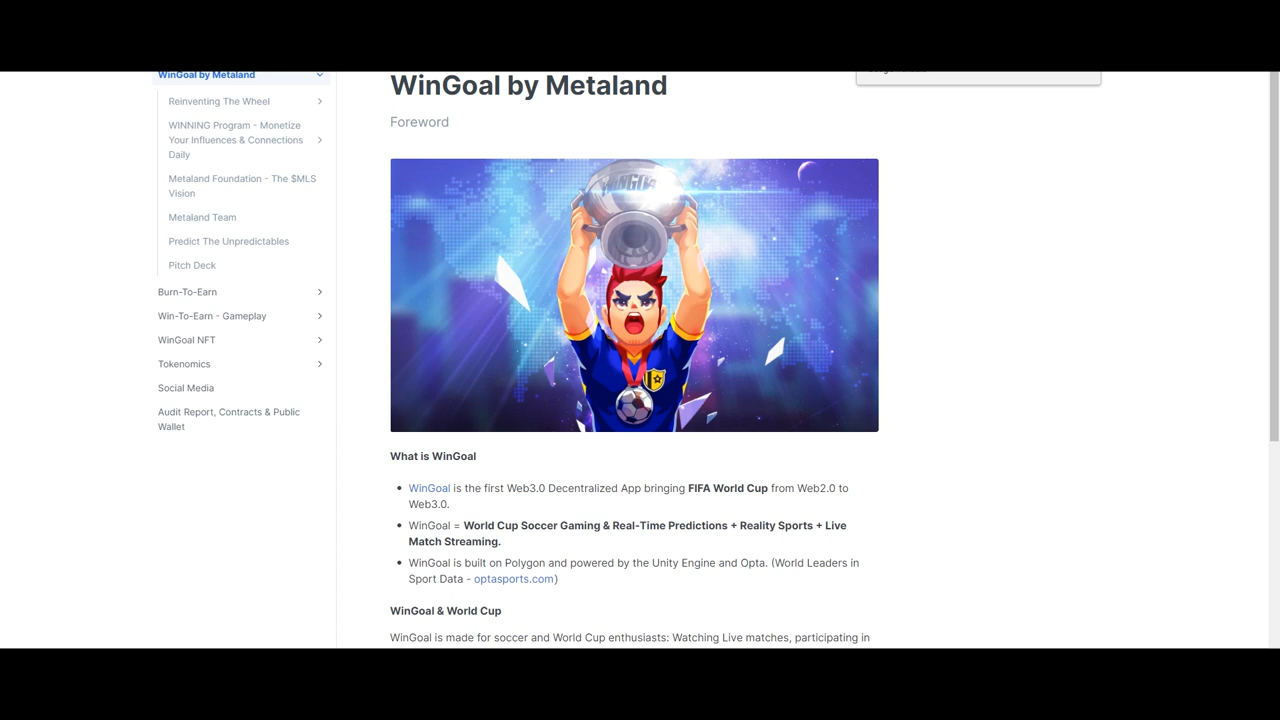 WinGoal by Metaland
Reinventing The Wheel
WINNING Program - Monetize
Your Influences & Connections
Daily
Metaland Foundation - The $MLS
Vision
Metaland Team
Predict The Unpredictables
Pitch Deck
Burn-To-Earn
Win-To-Earn - Gameplay
WinGoal NFT
Tokenomics
Social Media
Audit Report, Contracts & Public
Wallet
WinGoal by Metaland
Foreword
WINGOAL
What is WinGoal
WinGoal is the first Web3.0 Decentralized App bringing FIFA World Cup from Web2.0 to
Web3.0.
WinGoal = World Cup Soccer Gaming & Real-Time Predictions + Reality Sports + Live
Match Streaming.
WinGoal is built on Polygon and powered by the Unity Engine and Opta. (World Leaders in
Sport Data - optasports.com)
WinGoal & World Cup
WinGoal is made for soccer and World Cup enthusiasts: Watching Live matches, participating in